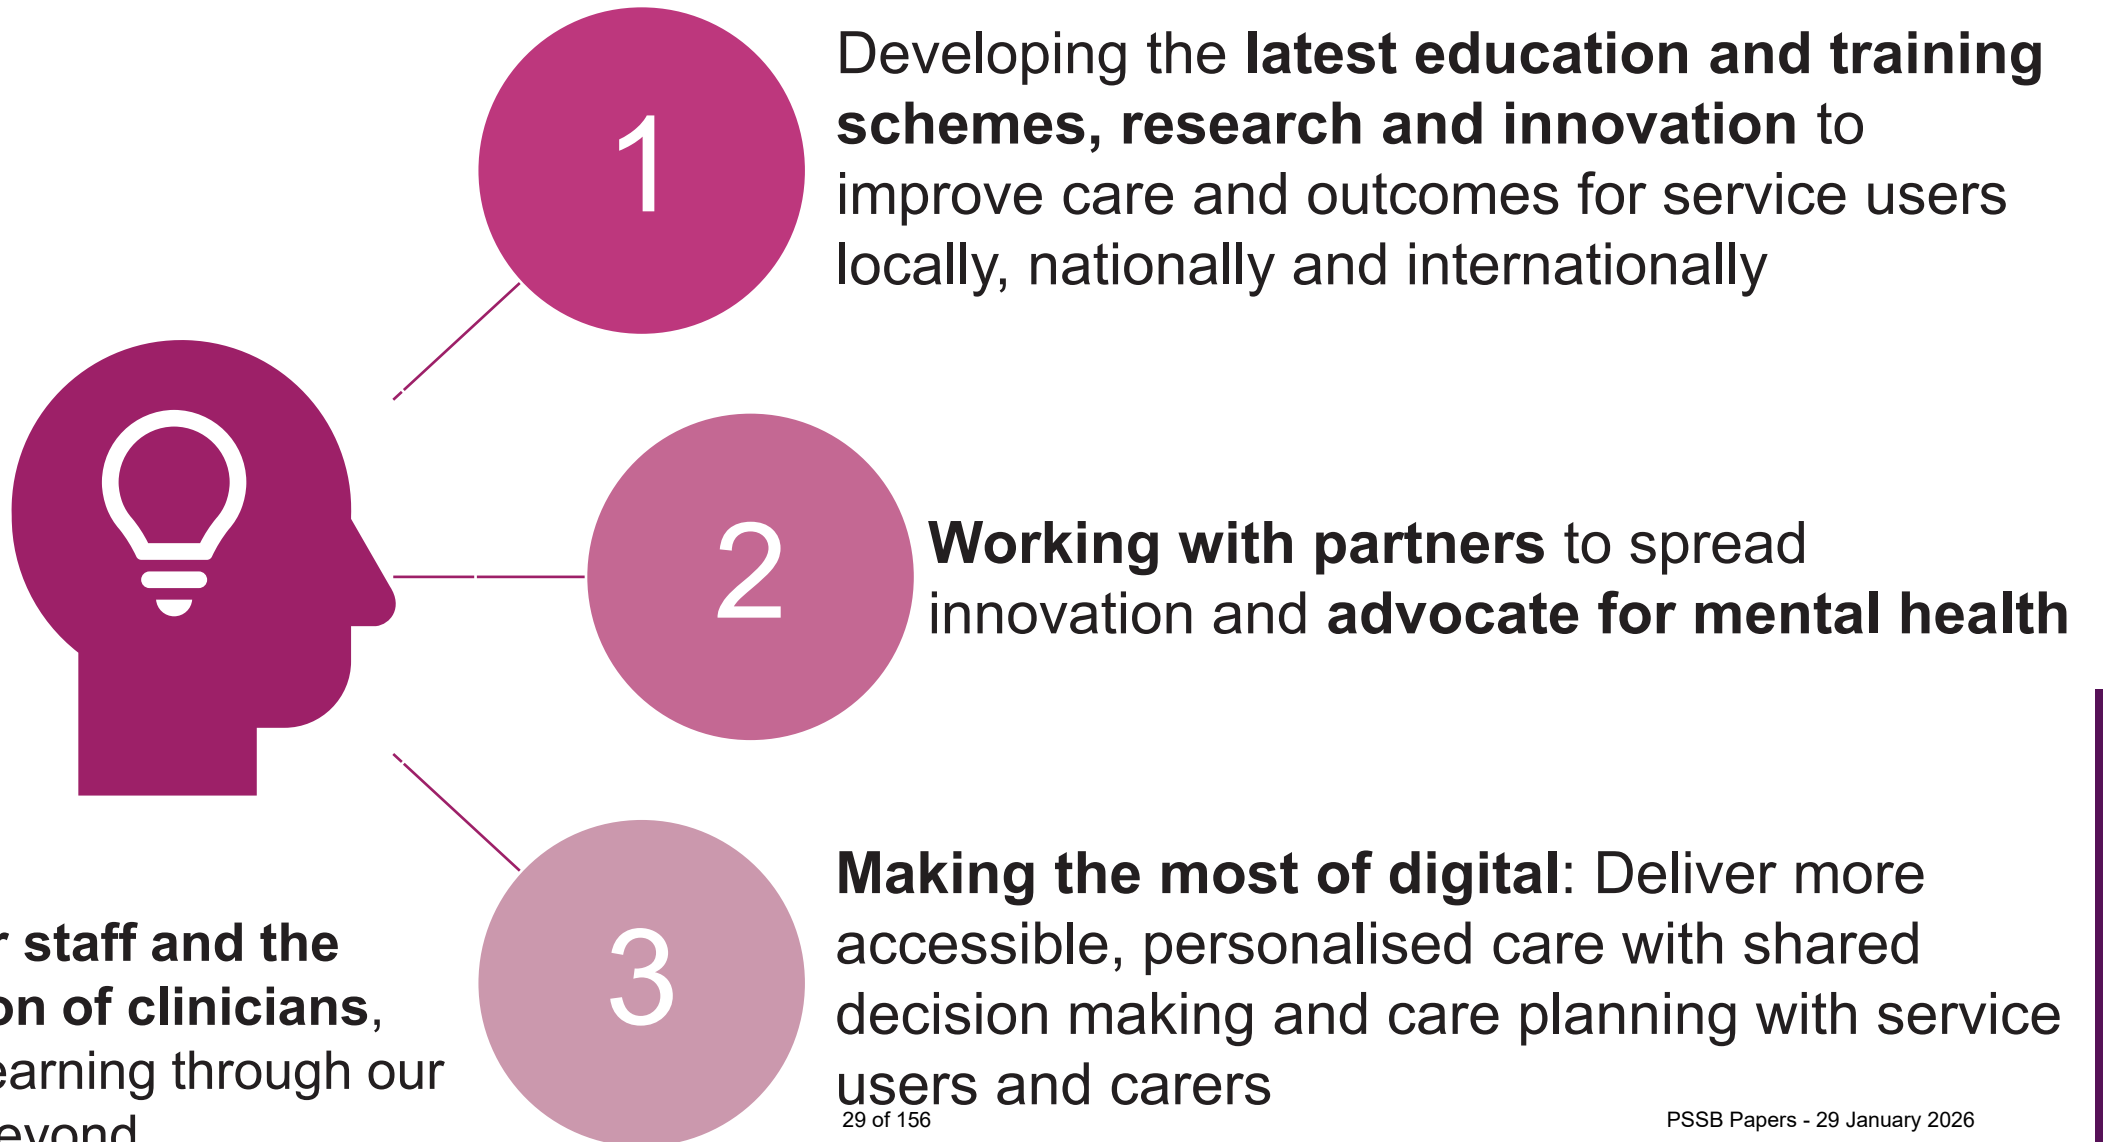 1
Developing the latest education and training
schemes, research and innovation to
improve care and outcomes for service users
locally, nationally and internationally
2
Working with partners to spread
innovation and advocate for mental health
3
Making the most of digital: Deliver more
accessible, personalised care with shared
decision making and care planning with service
users and carers
staff and the
of clinicians,
through our
29 of 156
PSSB Papers - 29 January 2026